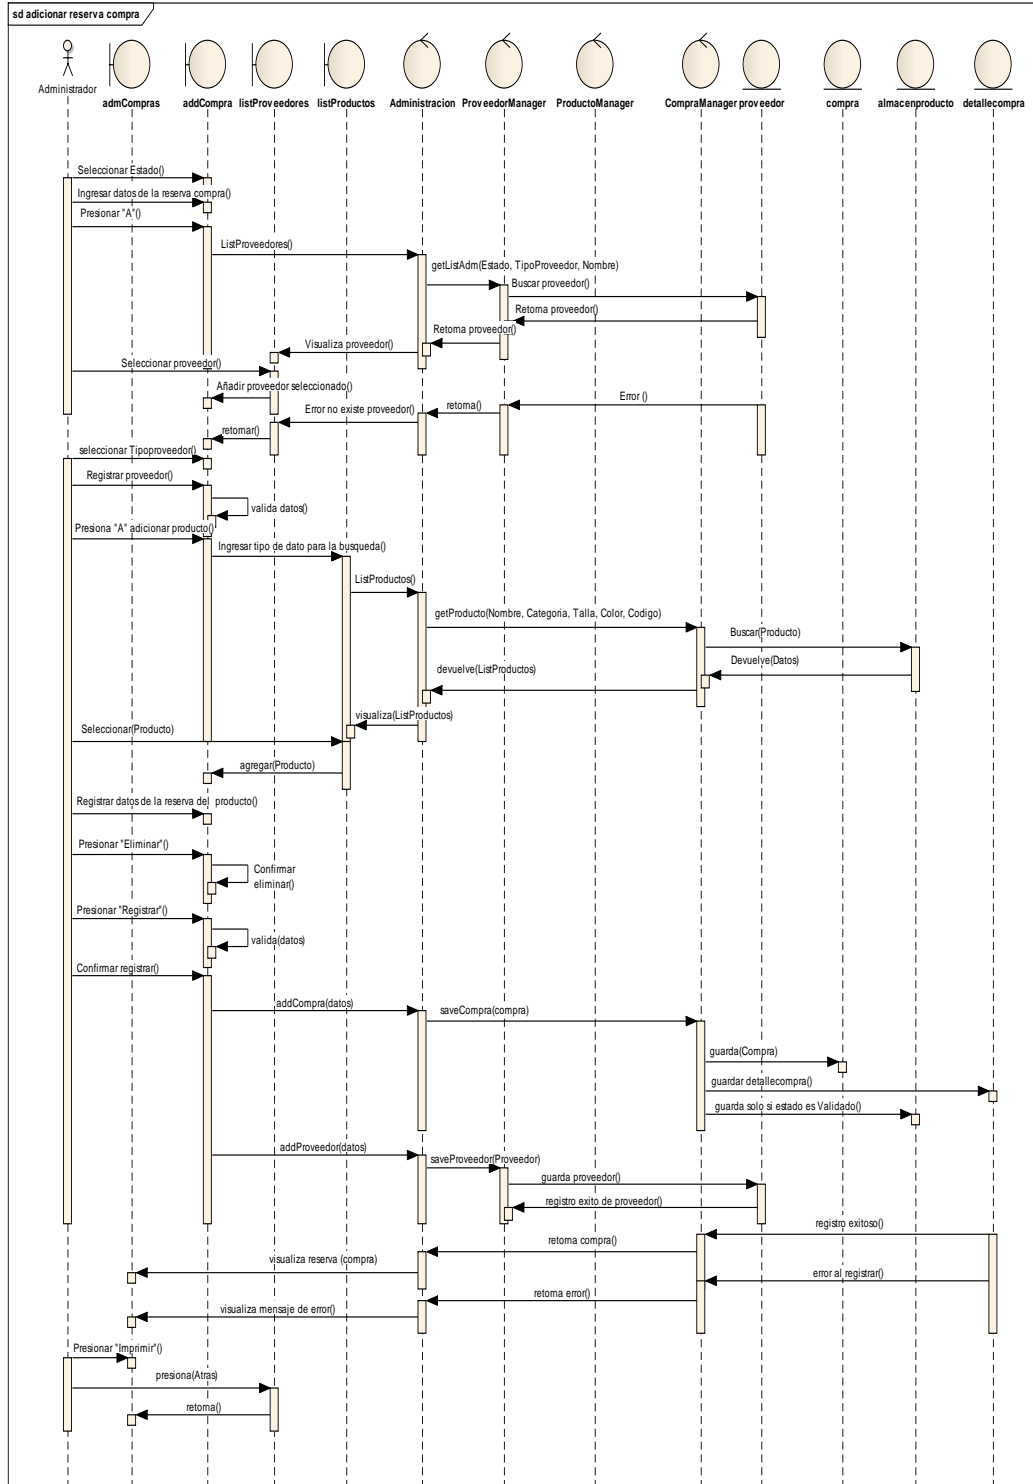 sd adicionar reserva compra
Administrador
admCompras
addCompra
listProveedores
listProductos
Administracion
ProveedorManager
ProductoManager
CompraManager
proveedor
compra
almacenproducto
detallecompra
Seleccionar Estado()
Ingresar datos de la reserva compra()
Presionar "A"()
ListProveedores()
getListAdm(Estado, TipoProveedor, Nombre)
Buscar proveedor()
Retorna proveedor()
Retorna proveedor()
Visualiza proveedor()
Seleccionar proveedor()
Añadir proveedor seleccionado()
Error ()
retorna()
Error no existe proveedor()
retornar()
seleccionar Tipoproveedor()
Registrar proveedor()
valida datos()
Presiona "A" adicionar producto()
Ingresar tipo de dato para la busqueda()
ListProductos()
getProducto(Nombre, Categoria, Talla, Color, Codigo)
Buscar(Producto)
Devuelve(Datos)
devuelve(ListProductos)
visualiza(ListProductos)
Seleccionar(Producto)
agregar(Producto)
Registrar datos de la reserva del producto()
Presionar "Eliminar"()
Confirmar
eliminar()
Presionar "Registrar"()
valida(datos)
Confirmar registrar()
addCompra(datos)
saveCompra(compra)
guarda(Compra)
guardar detallecompra()
guarda solo si estado es Validado()
addProveedor(datos)
saveProveedor(Proveedor)
guarda proveedor()
registro exito de proveedor()
registro exitoso()
retorna compra()
visualiza reserva (compra)
error al registrar()
retorna error()
visualiza mensaje de error()
Presionar "Imprimir"()
presiona(Atras)
retorna()